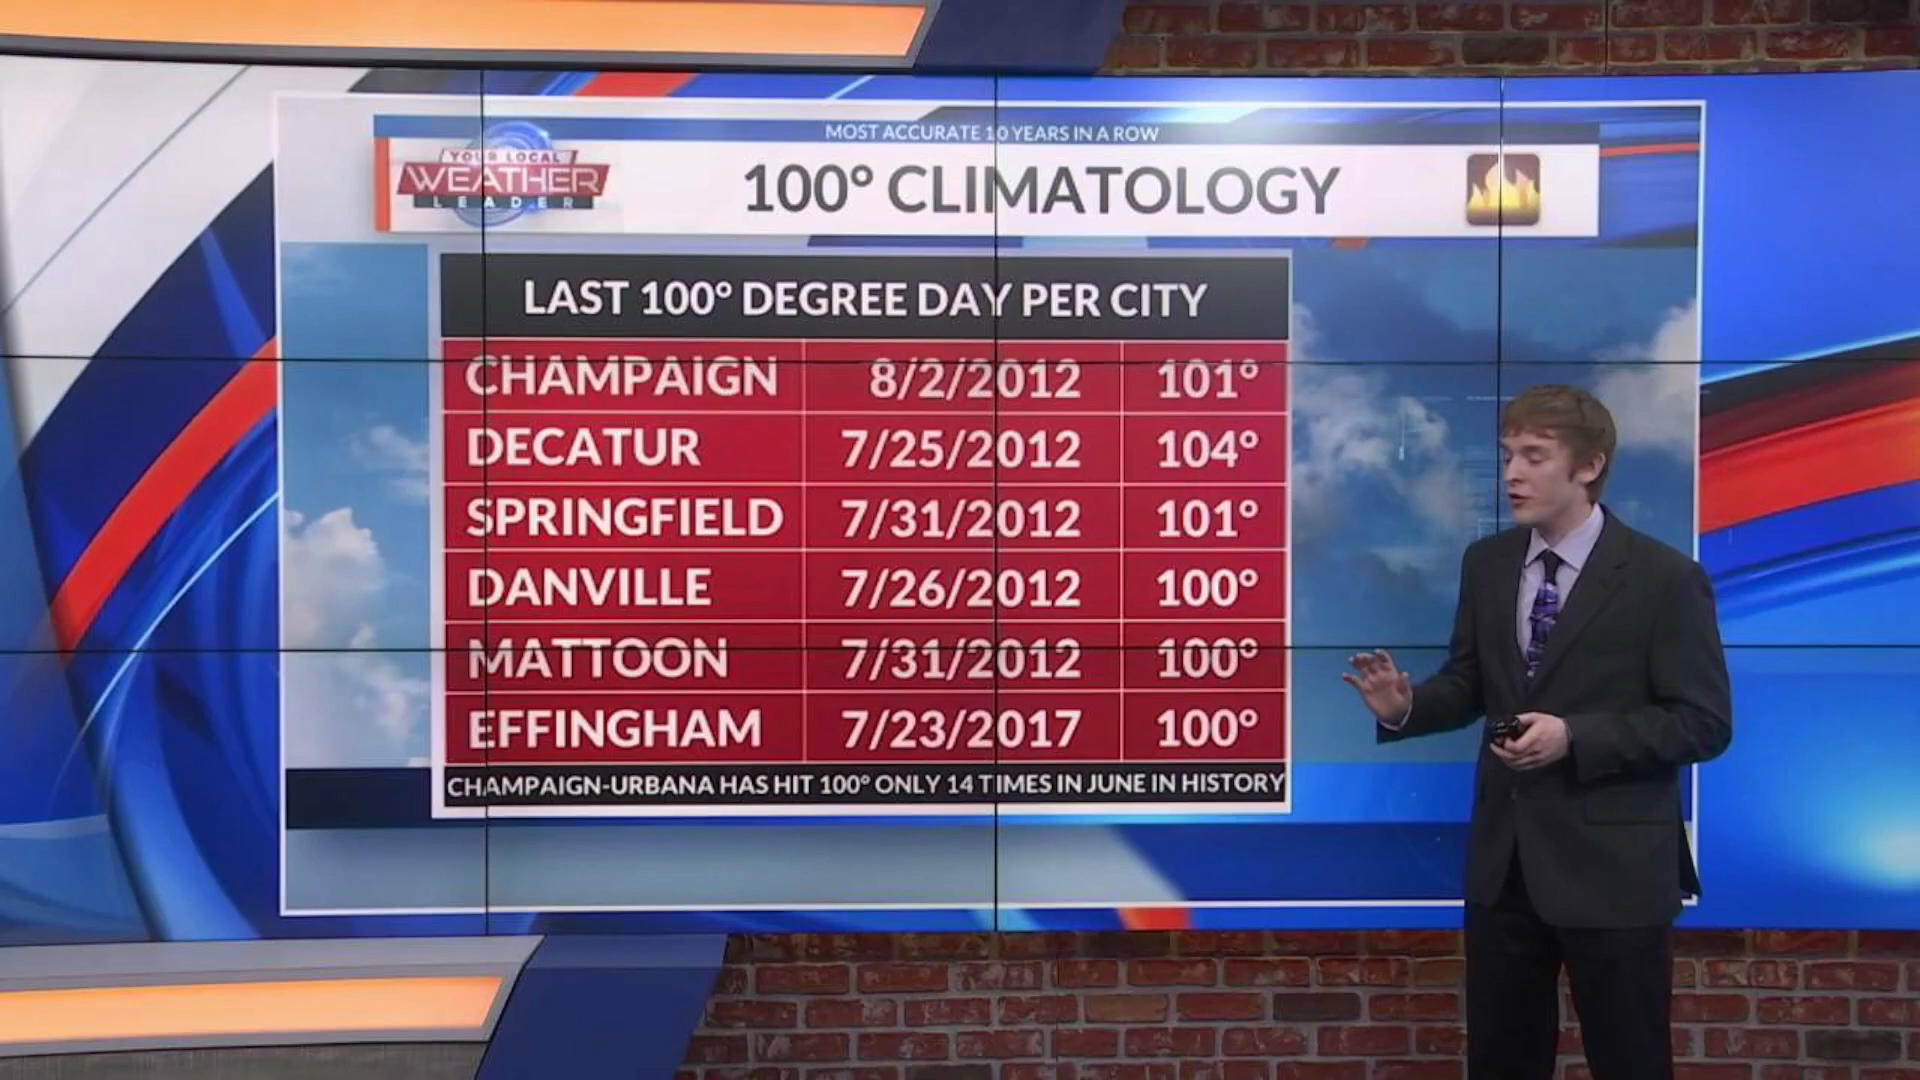 MOST ACCURATE 10 YEARS IN A ROW
YOUR LOCAL
WEATHER
LEADER
100° CLIMATOLOGY
LAST 100° DEGREE DAY PER CITY
CHAMPAIGN 8/2/2012 101°
DECATUR 7/25/2012 104°
SPRINGFIELD 7/31/2012 101°
DANVILLE 7/26/2012 100°
MATTOON 7/31/2012 100°
EFFINGHAM 7/23/2017 100°
CHAMPAIGN-URBANA HAS HIT 100° ONLY 14 TIMES IN JUNE IN HISTORY